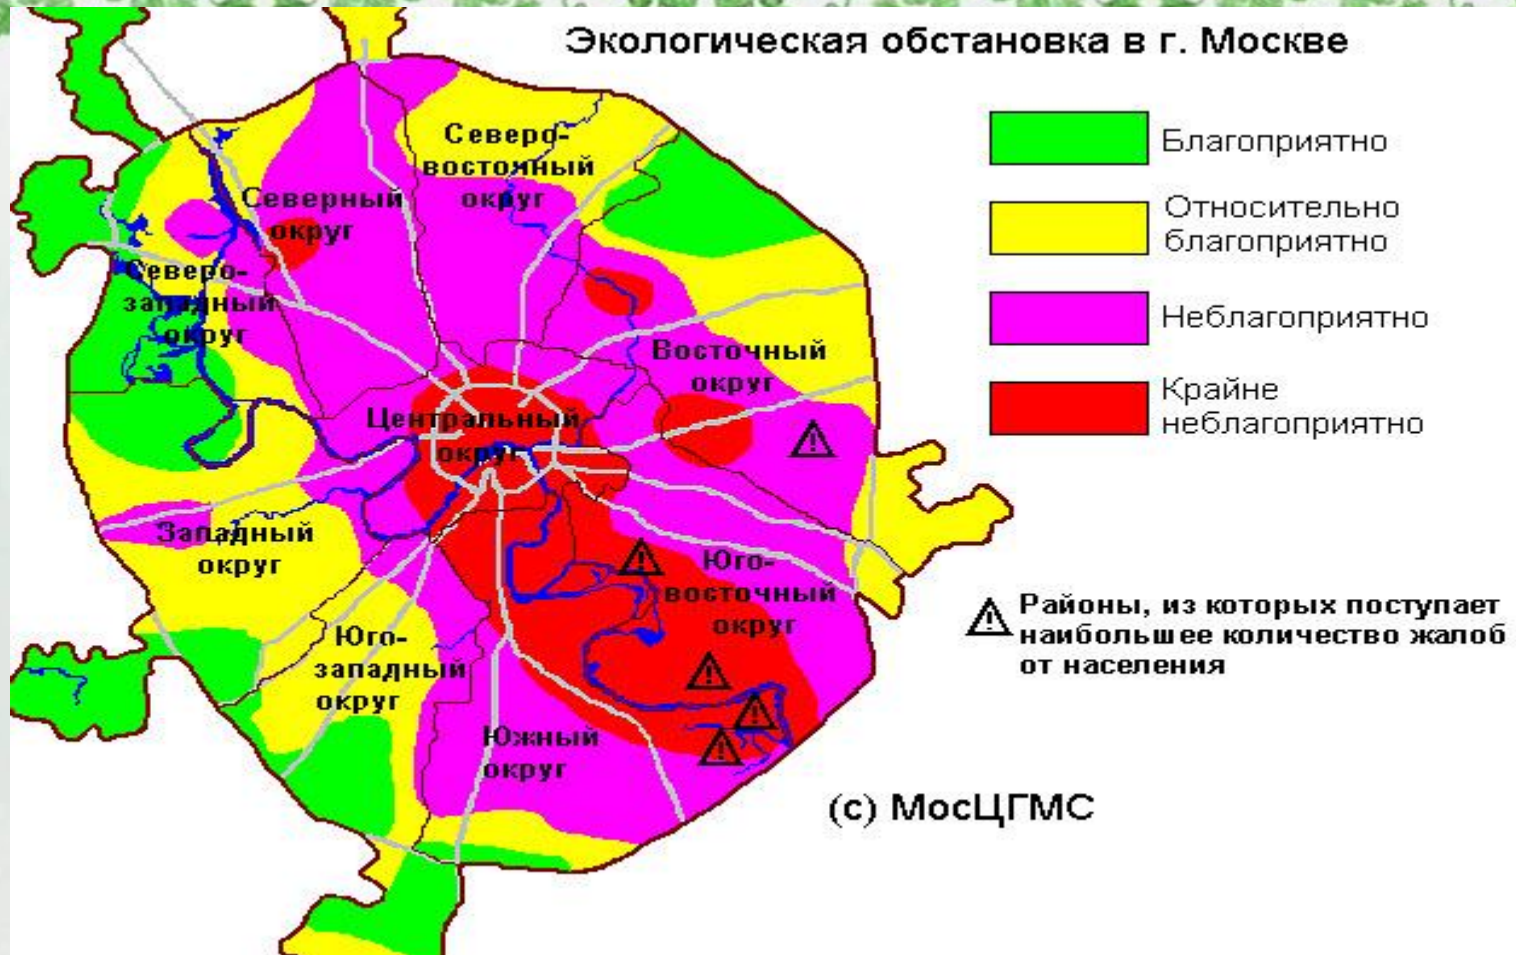 Экологическая обстановка в г. Москве
Благоприятно
Относительно
благоприятно
Неблагоприятно
Крайне
неблагоприятно
Северо-
восточный
округ
Северный
округ
Северо-
западный
округ
Восточный
округ
Центральный
округ
Западный
округ
Юго-
восточный
округ
Юго-
западный
округ
Южный
округ
Районы, из которых поступает
наибольшее количество жалоб
от населения
(с) МосЦГМС